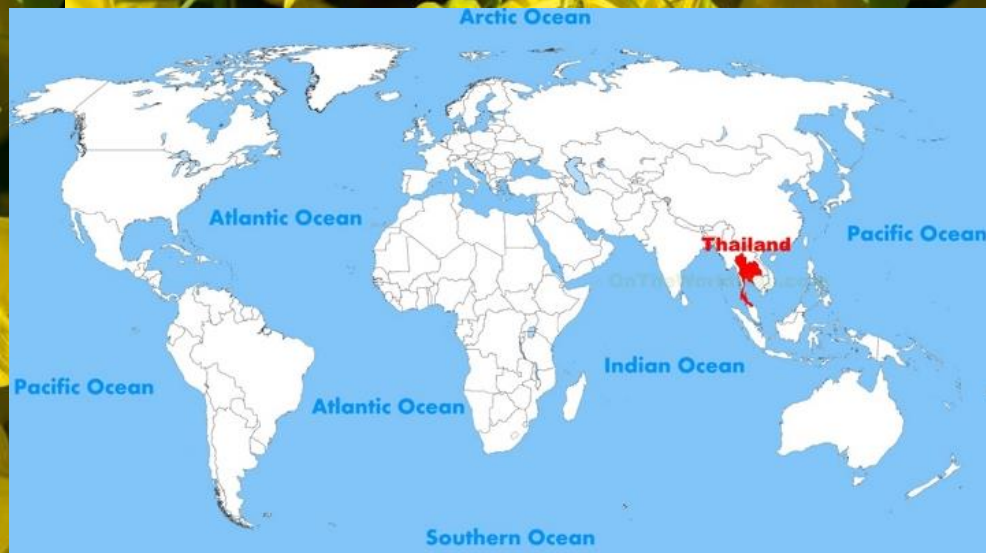 Arctic Ocean
Atlantic Ocean
Pacific Ocean
Thailand
Indian Ocean
Pacific Ocean
Atlantic Ocean
Southern Ocean